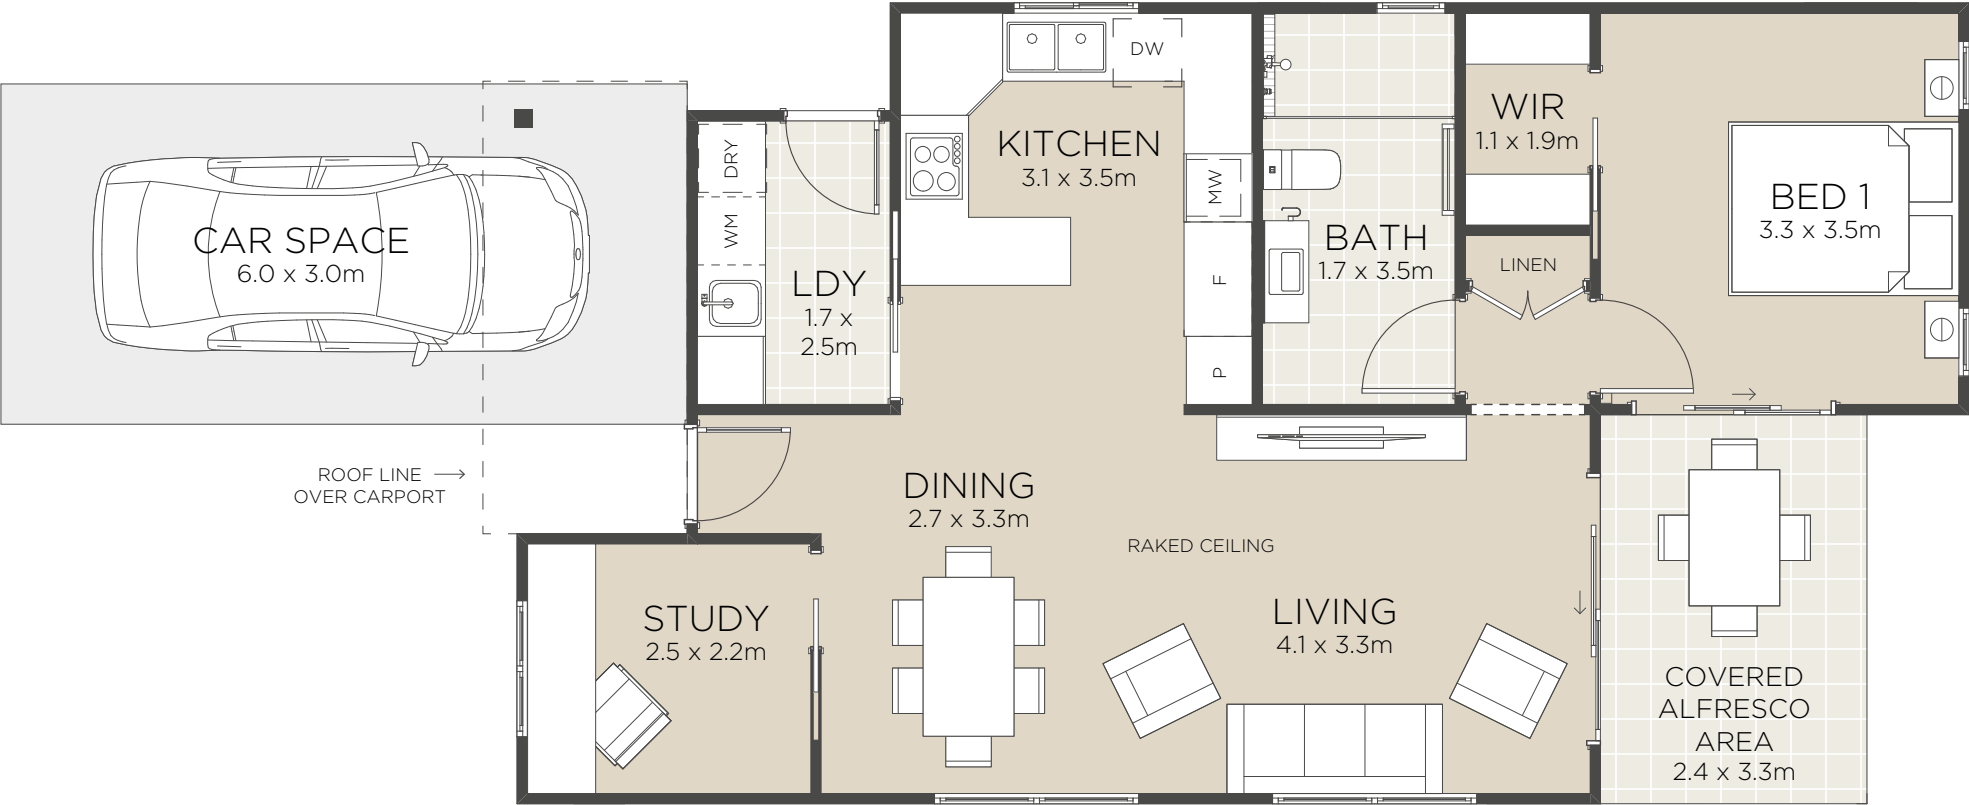 CAR SPACE
6.0 x 3.0m
ROOF LINE
OVER CARPORT
DRY
WM
LDY
1.7 x
2.5m
DW
KITCHEN
3.1 x 3.5m
MW
F
P
BATH
1.7 x 3.5m
WIR
1.1 x 1.9m
LINEN
BED 1
3.3 x 3.5m
DINING
2.7 x 3.3m
RAKED CEILING
STUDY
2.5 x 2.2m
LIVING
4.1 x 3.3m
COVERED
ALFRESCO
AREA
2.4 x 3.3m